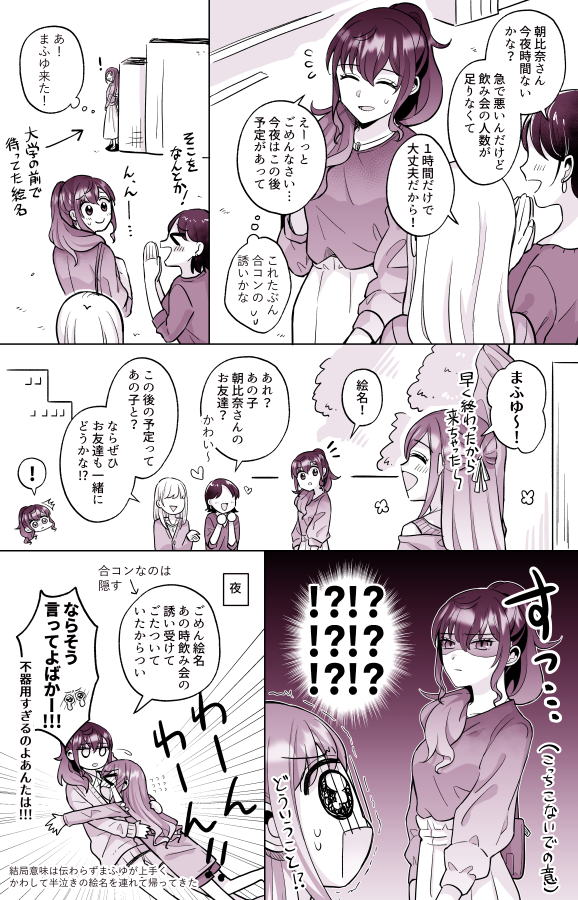 朝比奈さん
今夜時間ない
かな?
急で悪いんだけど
飲み会の人数が
足りなくて
1時間だけで
大丈夫だから!
えーっと
ごめんなさい…
今夜はこの後
予定があって
これたぶん
合コンの
誘いかな
あ!
まふゆ来た!
!
大学の前で
待ってた絵名
そこを
なんとか!
ん、んー…
まふゆ〜!
早く終わったから
来ちゃった〜
絵名!
あれ?
あの子
朝比奈さんの
お友達?
かわい〜
この後の予定って
あの子と?
ならぜひ
お友達も一緒に
どうかな!?
!
すっ…
(こっちこないでの意)
!?!?
!?!?
!?!?
どういうこと!?
夜
合コンなのは
隠す
ごめん絵名
あの時飲み会の
誘い受けて
ごたついて
いたからつい
ならそう
言ってよばかー!!!
不器用すぎるのよあんたは!!!
わーん
わーん!!
結局意味は伝わらずまふゆが上手く
かわして半泣きの絵名を連れて帰ってきた